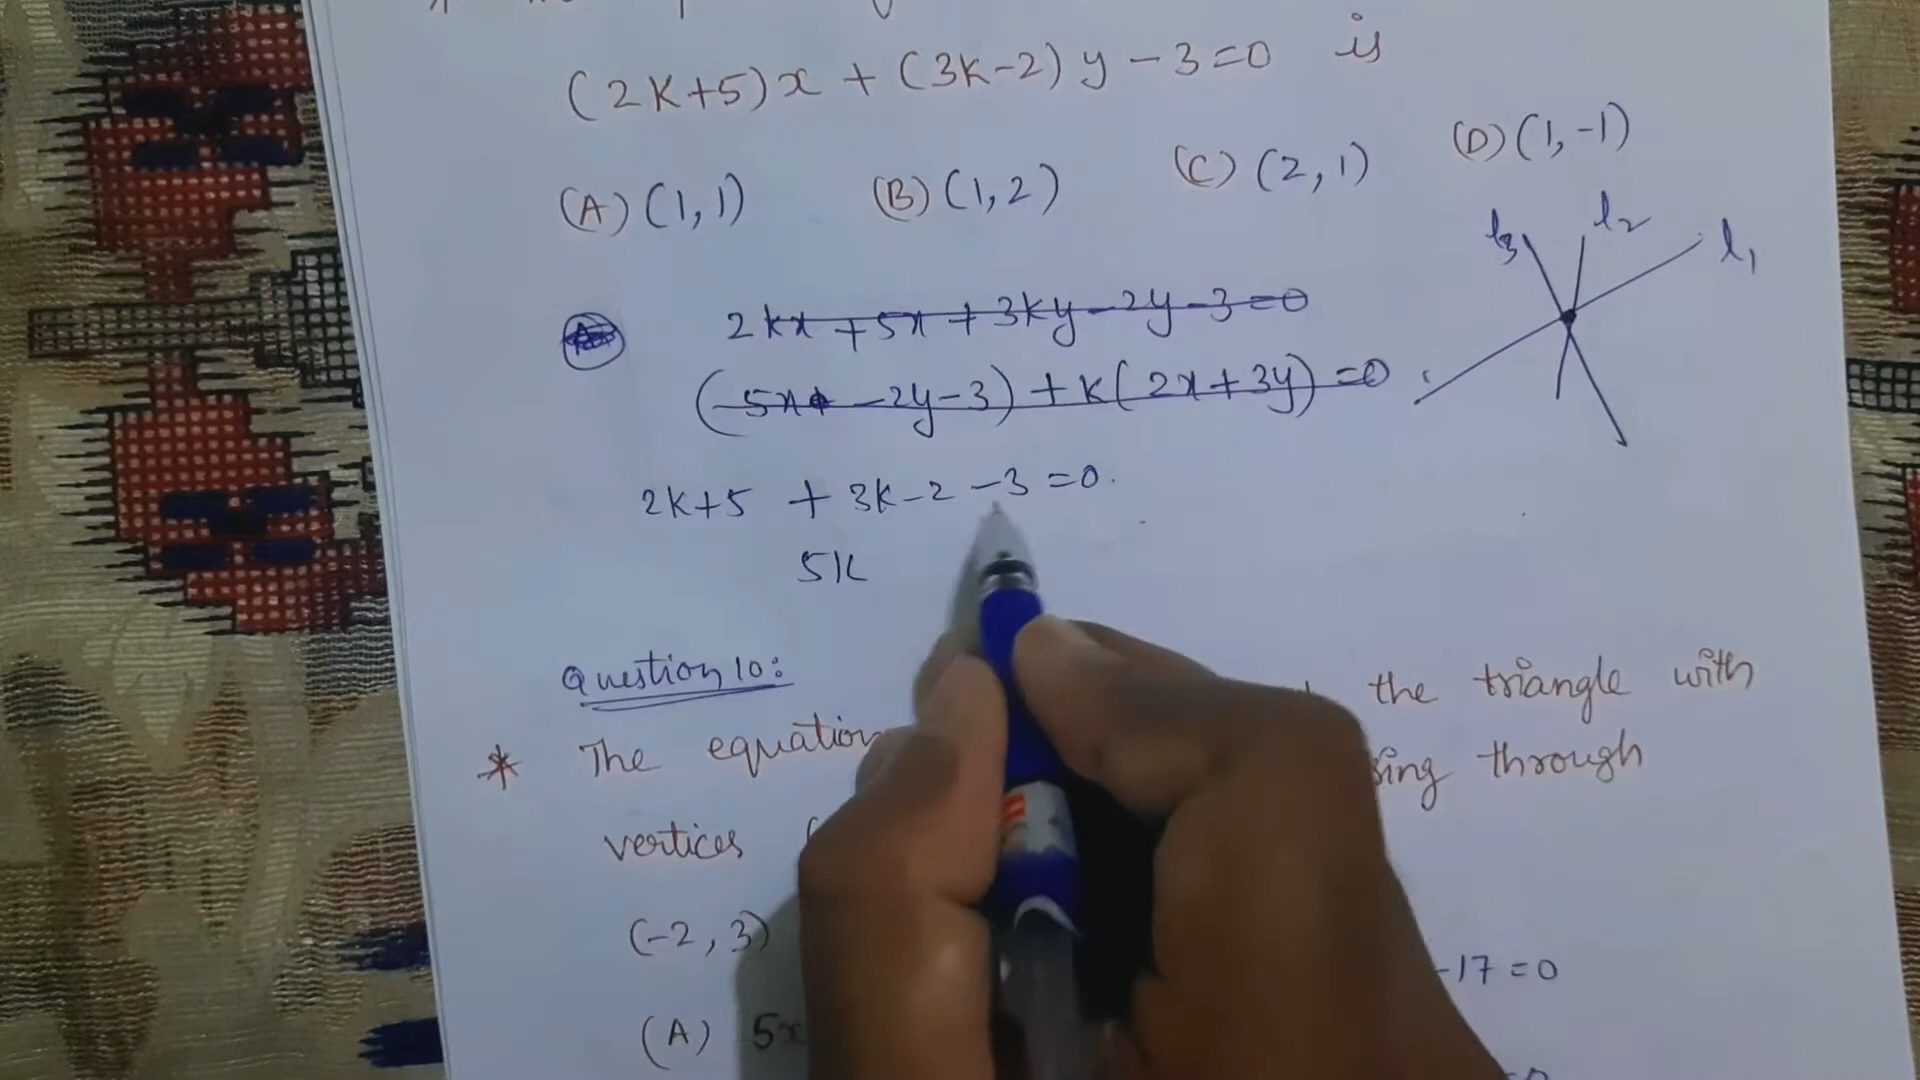 (2K+5)x + (3K-2)y - 3 = 0 is
(A) (1,1) (B) (1,2) (C) (2,1) (D) (1,-1)
l3 l2 l1
2kx + 5x + 3ky - 2y - 3 = 0
(5x - 2y - 3) + k(2x + 3y) = 0
2K+5 + 3K-2 -3 = 0.
5K
Question 10:
* The equation the triangle with
vertices through
(-2, 3)
-17 = 0
(A) 5x